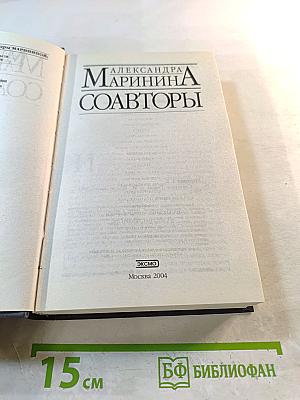 АЛЕКСАНДРА
МАРИНИНА
СОАВТОРЫ
ЭКСМО
Москва 2004
15 см
БФ БИБЛИОФАН